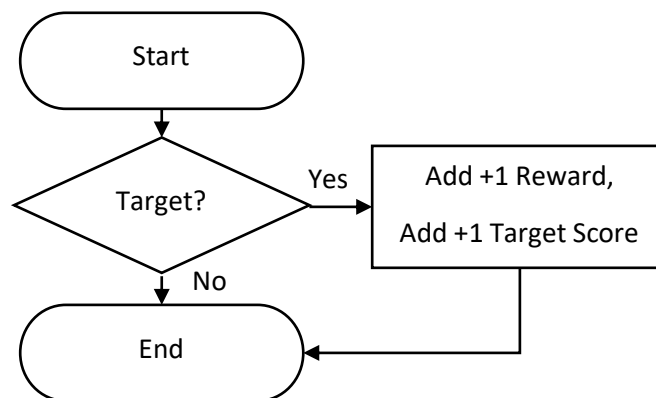 Start
Target?
Yes
Add +1 Reward,
Add +1 Target Score
No
End